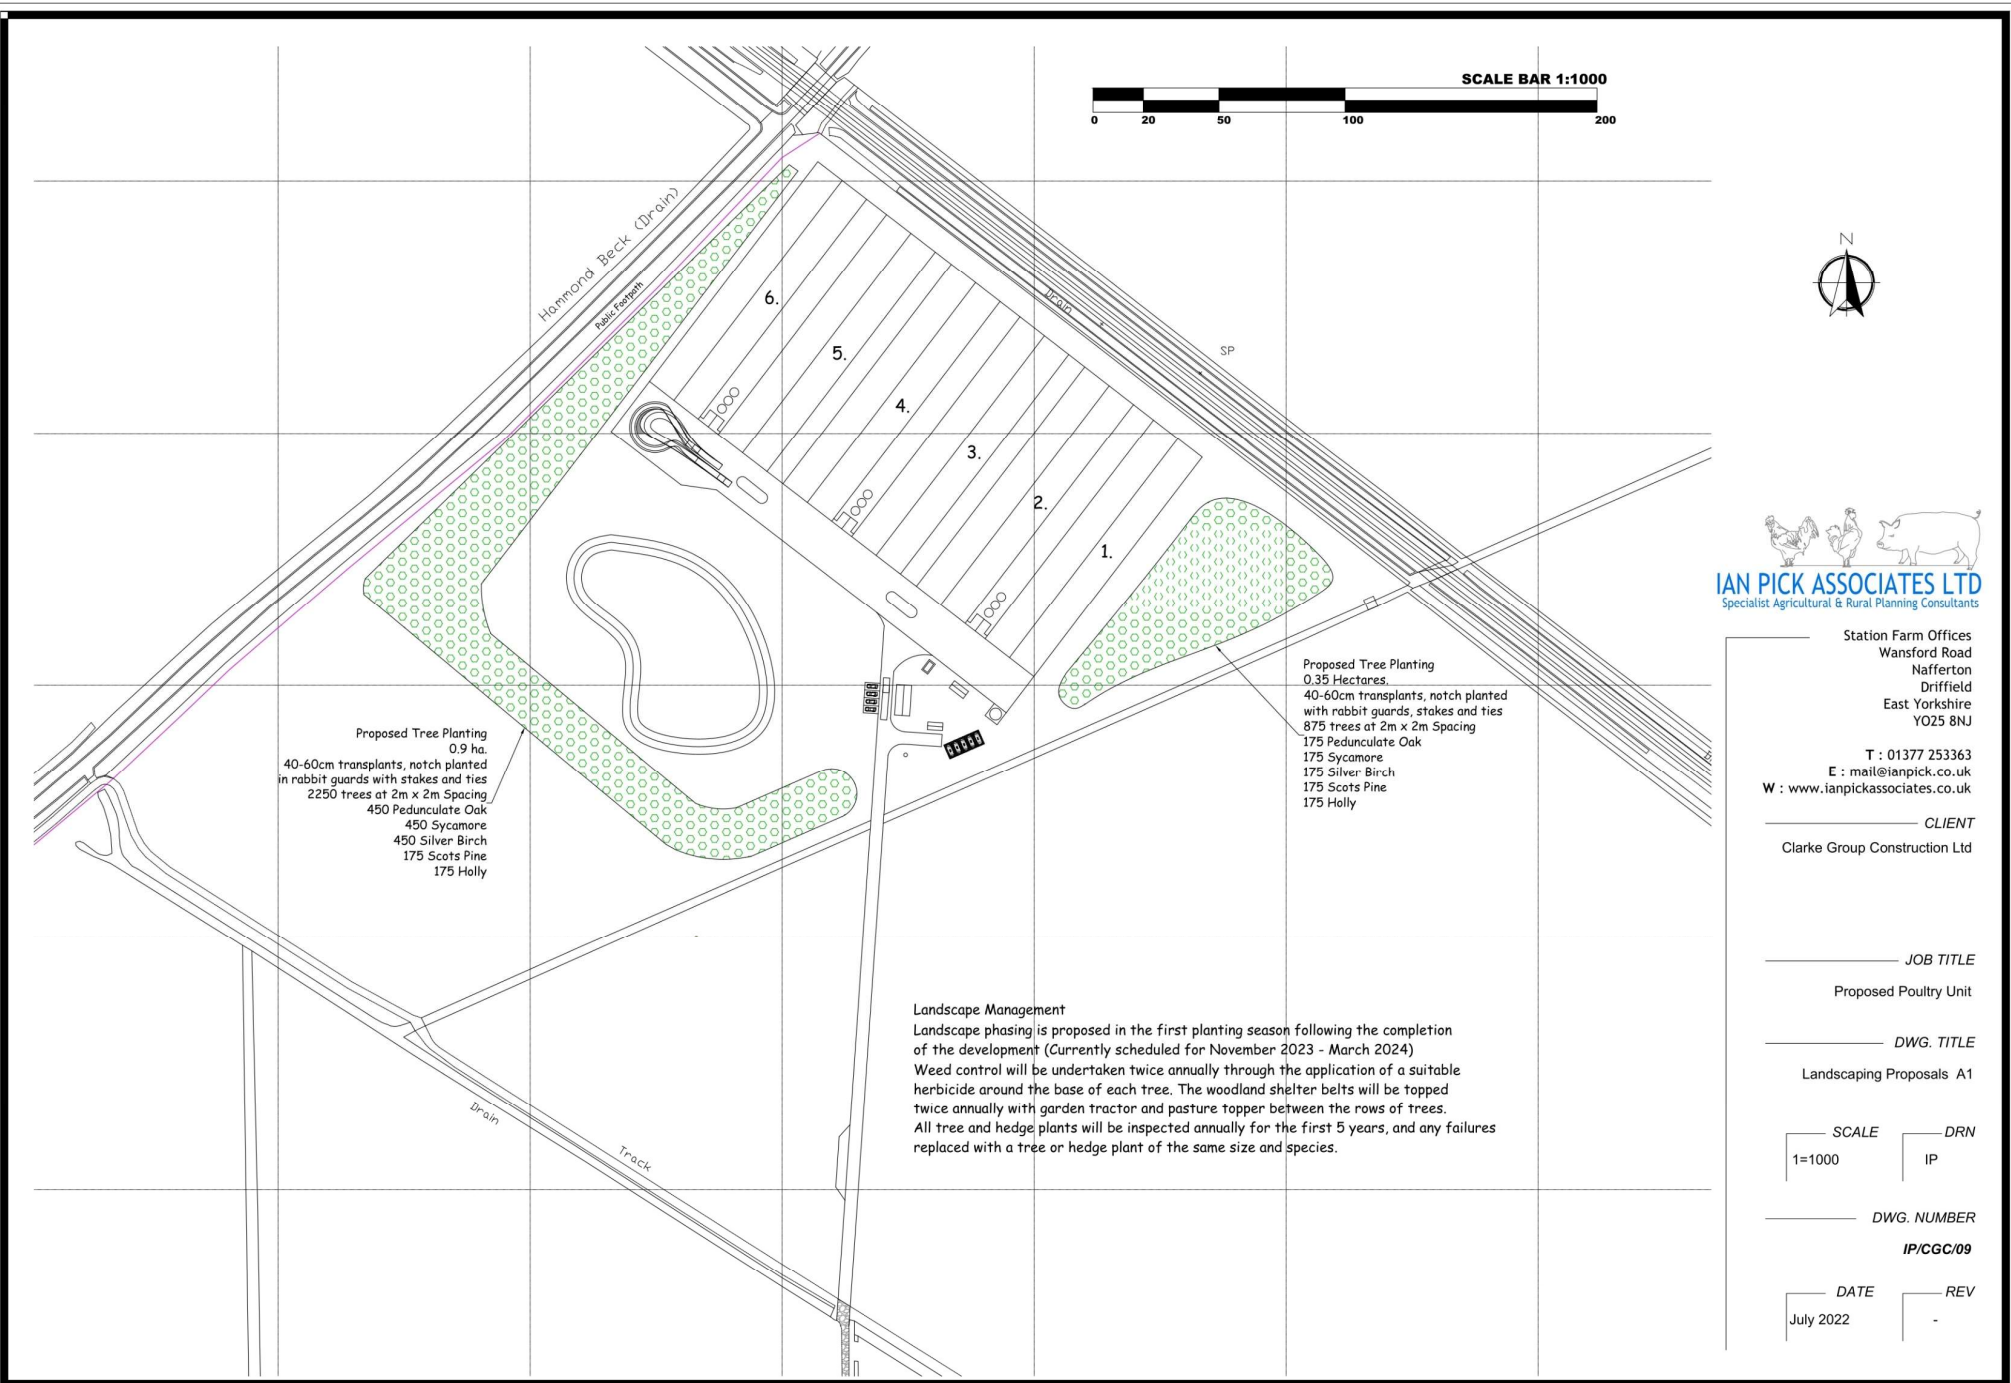 SCALE BAR 1:1000
0 20 50 100 200
N
Hammond Beck (Drain)
Public Footpath
Drain
SP
6.
5.
4.
3.
2.
1.
Proposed Tree Planting
0.9 ha.
40-60cm transplants, notch planted
in rabbit guards with stakes and ties
2250 trees at 2m x 2m Spacing
450 Pedunculate Oak
450 Sycamore
450 Silver Birch
175 Scots Pine
175 Holly
Proposed Tree Planting
0.35 Hectares.
40-60cm transplants, notch planted
with rabbit guards, stakes and ties
875 trees at 2m x 2m Spacing
175 Pedunculate Oak
175 Sycamore
175 Silver Birch
175 Scots Pine
175 Holly
Drain
Track
Landscape Management
Landscape phasing is proposed in the first planting season following the completion
of the development (Currently scheduled for November 2023 - March 2024)
Weed control will be undertaken twice annually through the application of a suitable
herbicide around the base of each tree. The woodland shelter belts will be topped
twice annually with garden tractor and pasture topper between the rows of trees.
All tree and hedge plants will be inspected annually for the first 5 years, and any failures
replaced with a tree or hedge plant of the same size and species.
IAN PICK ASSOCIATES LTD
Specialist Agricultural & Rural Planning Consultants
Station Farm Offices
Wansford Road
Nafferton
Driffield
East Yorkshire
YO25 8NJ
T : 01377 253363
E : mail@ianpick.co.uk
W : www.ianpickassociates.co.uk
CLIENT
Clarke Group Construction Ltd
JOB TITLE
Proposed Poultry Unit
DWG. TITLE
Landscaping Proposals A1
SCALE DRN
1=1000 IP
DWG. NUMBER
IP/CGC/09
DATE REV
July 2022 -